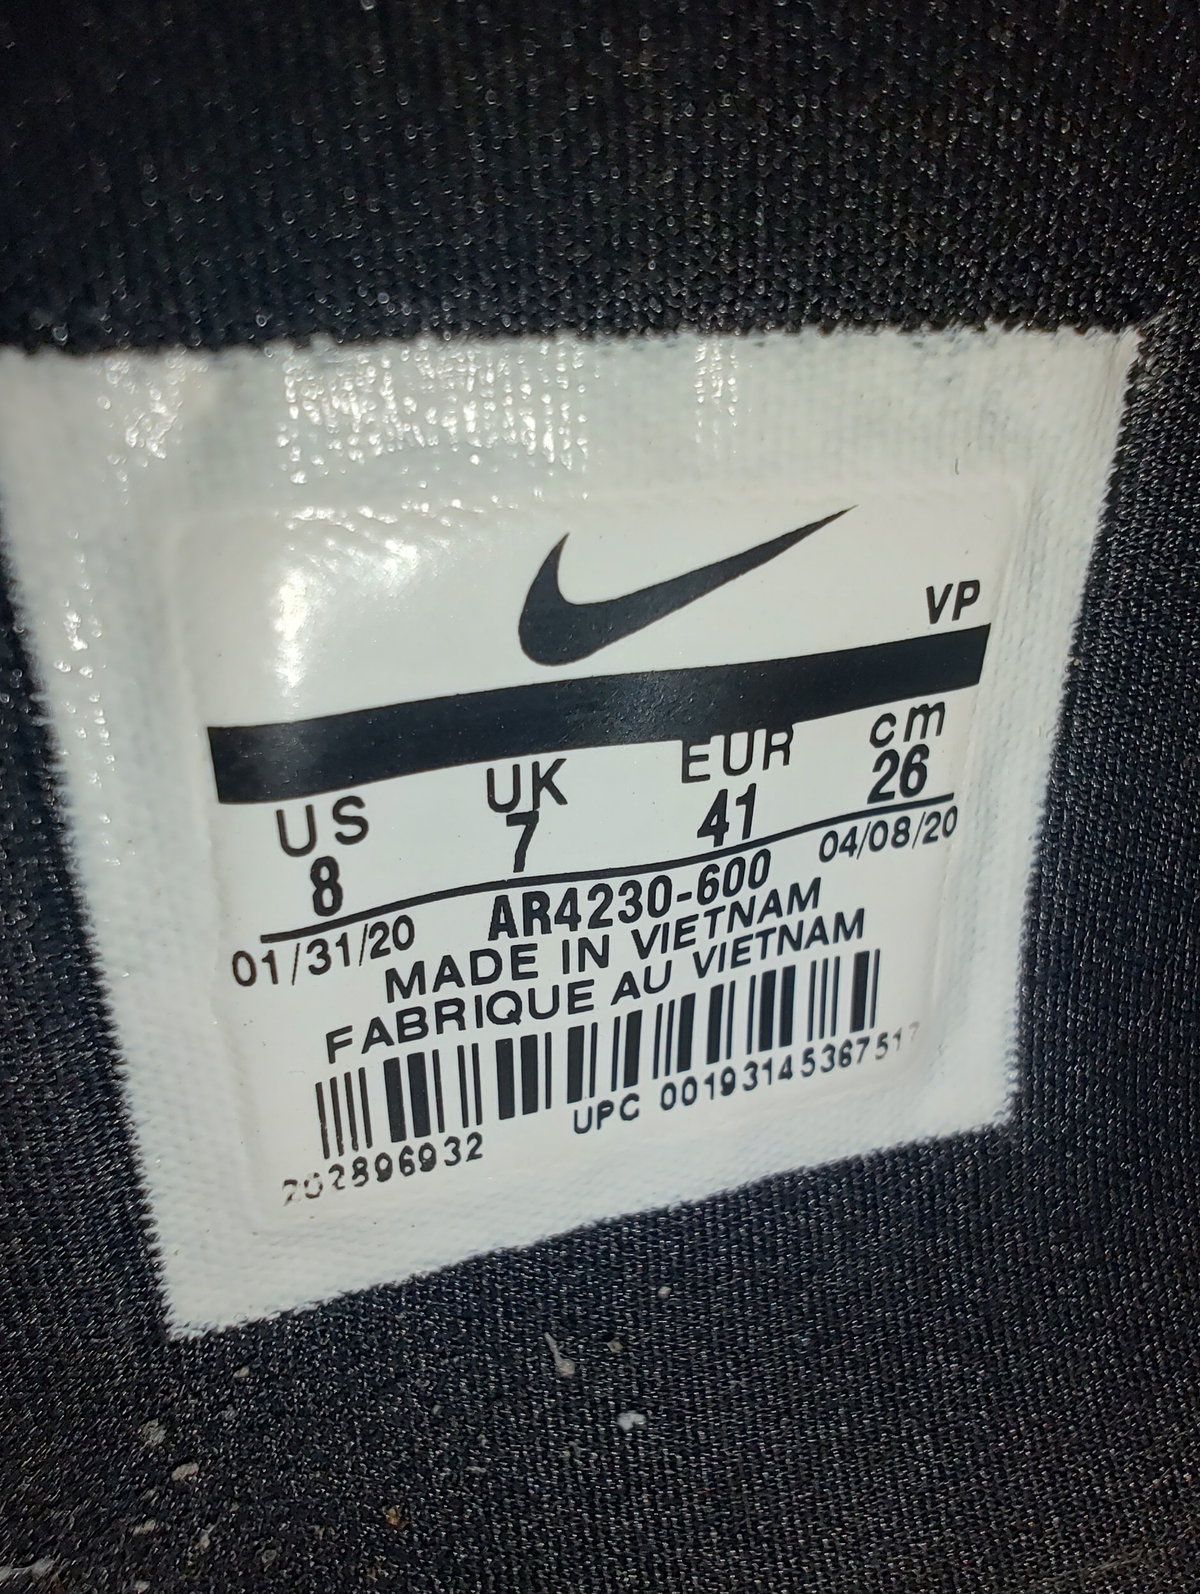 VP
US UK EUR cm
8 7 41 26
01/31/20 AR4230-600 04/08/20
MADE IN VIETNAM
FABRIQUE AU VIETNAM
202896932 UPC 00193145367517